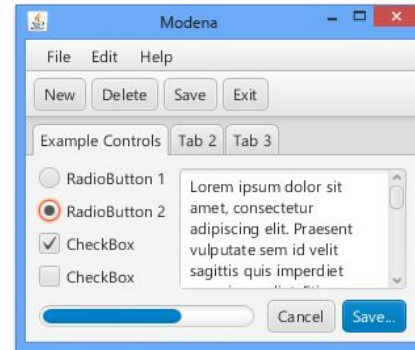 Modena
File Edit Help
New Delete Save Exit
Example Controls Tab 2 Tab 3
RadioButton 1
RadioButton 2
CheckBox
CheckBox
Lorem ipsum dolor sit
amet, consectetur
adipiscing elit. Praesent
vulputate sem id velit
sagittis quis imperdiet
Cancel Save...